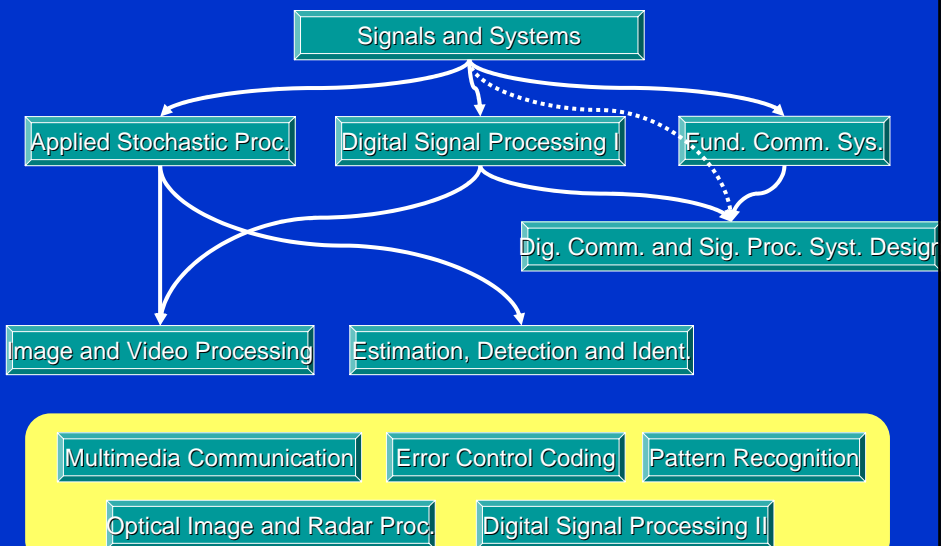 Signals and Systems
Applied Stochastic Proc.
Digital Signal Processing I
Fund. Comm. Sys.
Dig. Comm. and Sig. Proc. Syst. Design
Image and Video Processing
Estimation, Detection and Ident.
Multimedia Communication
Error Control Coding
Pattern Recognition
Optical Image and Radar Proc.
Digital Signal Processing II